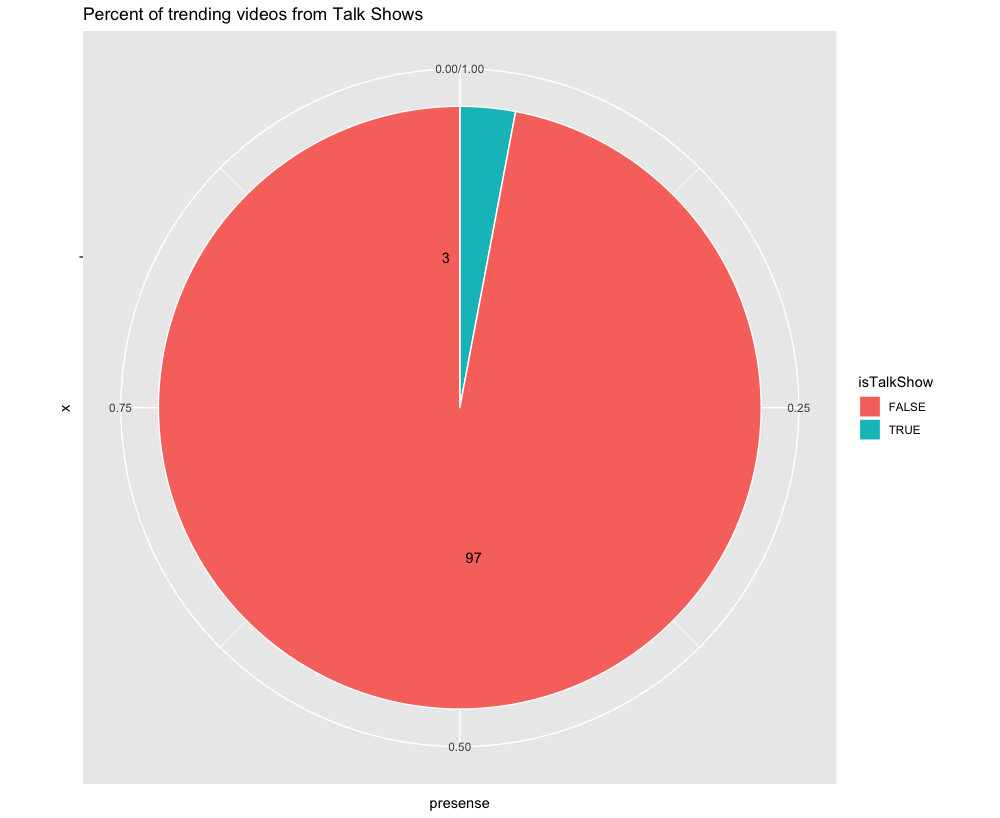 Percent of trending videos from Talk Shows
0.00/1.00
3
x
0.75
0.25
isTalkShow
FALSE
TRUE
97
0.50
presense